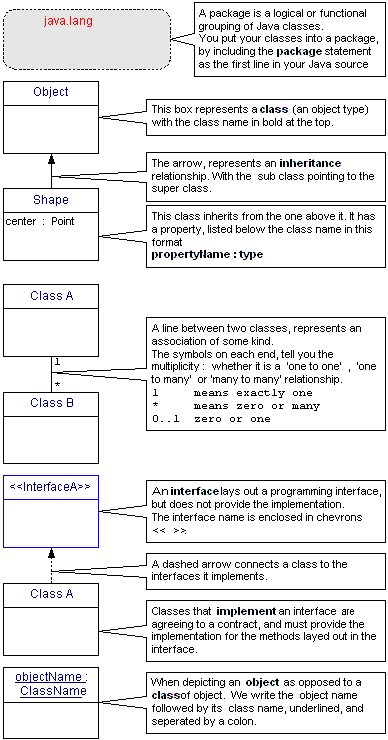 java.lang
A package is a logical or functional
grouping of Java classes.
You put your classes into a package,
by including the package statement
as the first line in your Java source
Object
This box represents a class (an object type)
with the class name in bold at the top.
The arrow, represents an inheritance
relationship. With the sub class pointing to the
super class.
Shape
center : Point
This class inherits from the one above it. It has
a property, listed below the class name in this
format
propertyName : type
Class A
1
*
Class B
A line between two classes, represents an
association of some kind.
The symbols on each end, tell you the
multiplicity : whether it is a 'one to one' , 'one
to many' or 'many to many' relationship.
1 means exactly one
* means zero or many
0..1 zero or one
<<InterfaceA>>
An interface lays out a programming interface,
but does not provide the implementation.
The interface name is enclosed in chevrons
<< >>.
A dashed arrow connects a class to the
interfaces it implements.
Class A
Classes that implement an interface are
agreeing to a contract, and must provide the
implementation for the methods layed out in the
interface.
objectName :
ClassName
When depicting an object as opposed to a
class of object. We write the object name
followed by its class name, underlined, and
seperated by a colon.